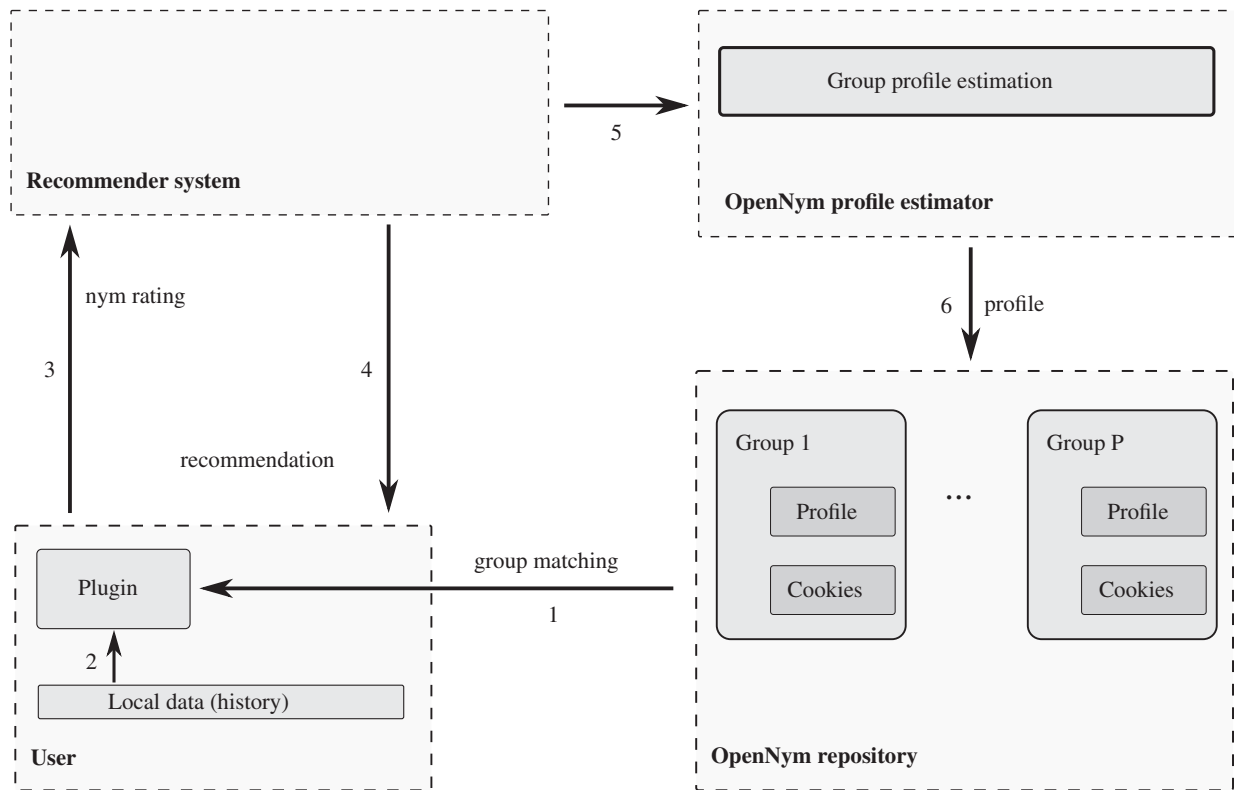 Group profile estimation
5
Recommender system
OpenNym profile estimator
nym rating
6
profile
3
4
Group 1
Group P
recommendation
...
Profile
Profile
group matching
Plugin
Cookies
Cookies
1
2
Local data (history)
User
OpenNym repository